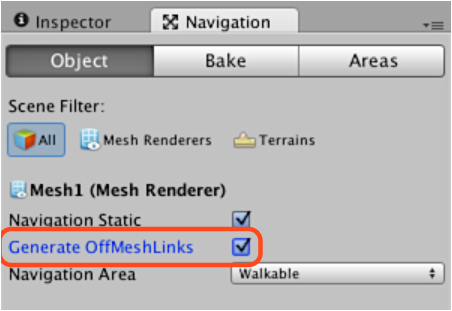 Inspector Navigation
Object Bake Areas
Scene Filter:
All Mesh Renderers Terrains
Mesh1 (Mesh Renderer)
Navigation Static
Generate OffMeshLinks
Navigation Area Walkable